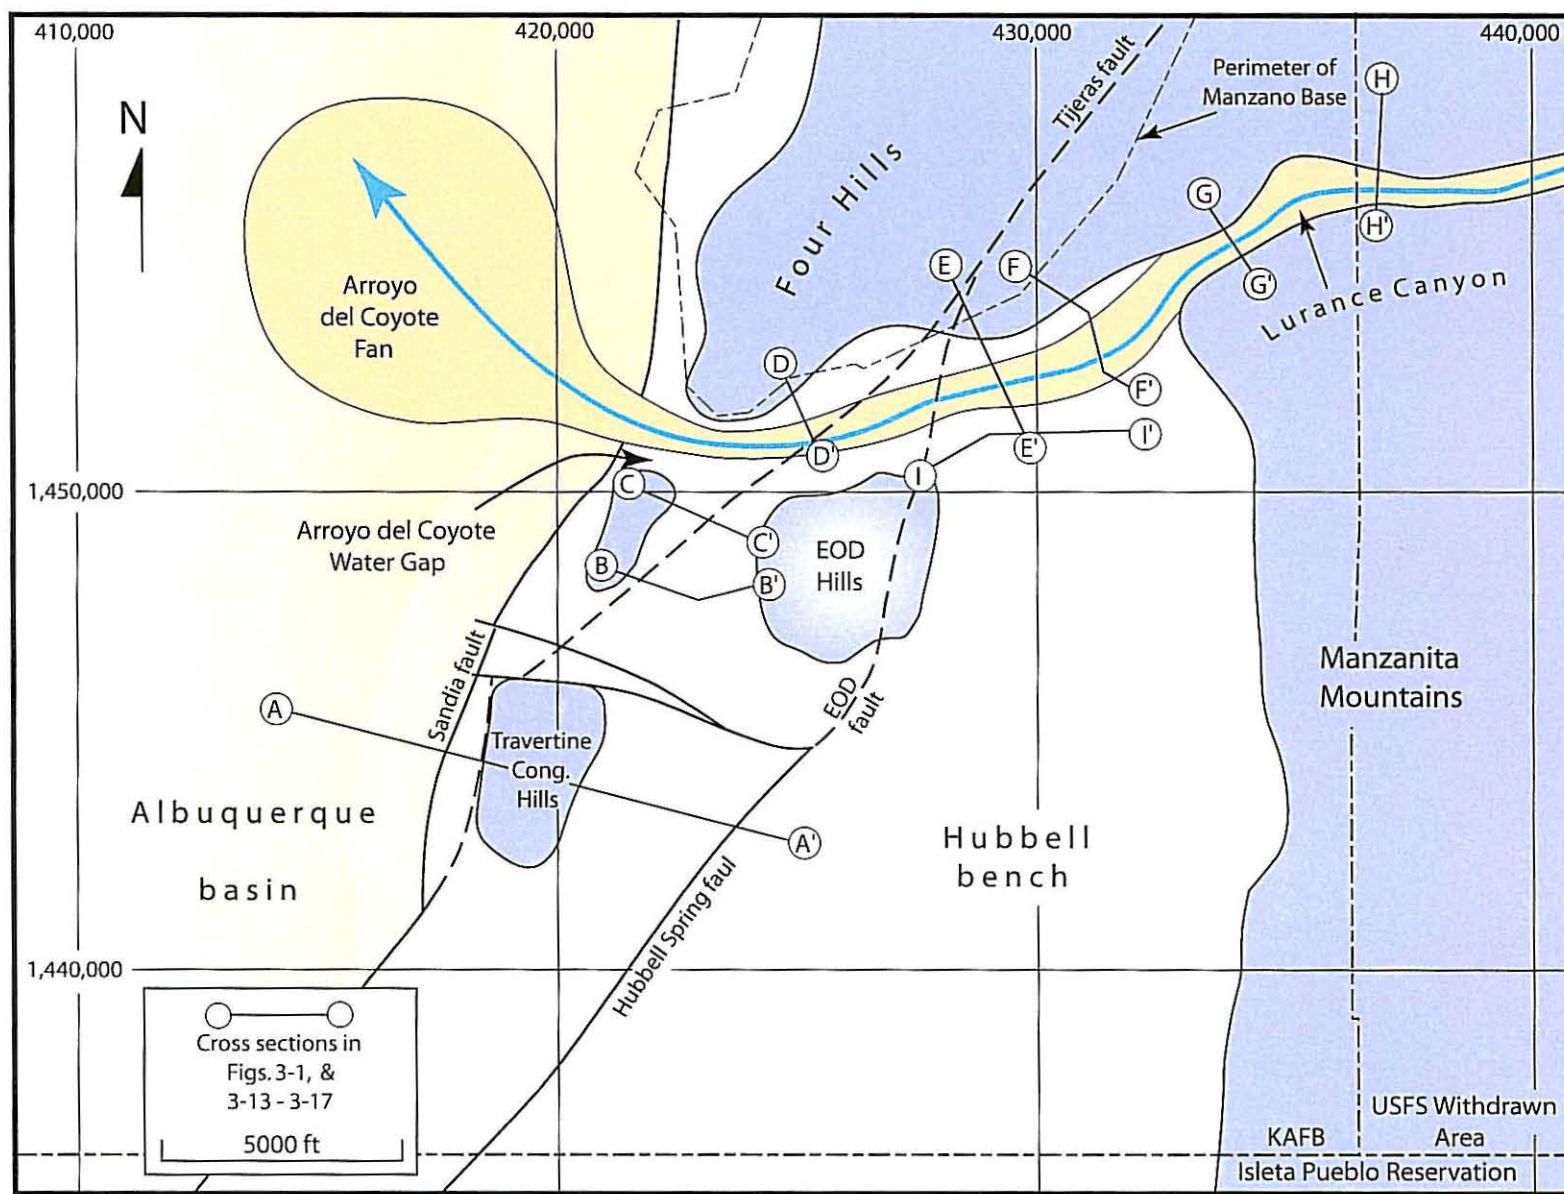 410,000
420,000
430,000
440,000
N
Tijeras fault
Perimeter of
Manzano Base
H
Four Hills
G
H'
E
F
G'
Lurance Canyon
Arroyo
del Coyote
Fan
D
F'
D'
E'
I'
I
C
1,450,000
Arroyo del Coyote
Water Gap
C'
B
B'
EOD
Hills
Sandia fault
A
EOD
fault
Manzanita
Mountains
Travertine
Cong.
Hills
Albuquerque
basin
A'
Hubbell
bench
Hubbell Spring faul
1,440,000
Cross sections in
Figs. 3-1, &
3-13 - 3-17
5000 ft
KAFB
USFS Withdrawn
Area
Isleta Pueblo Reservation